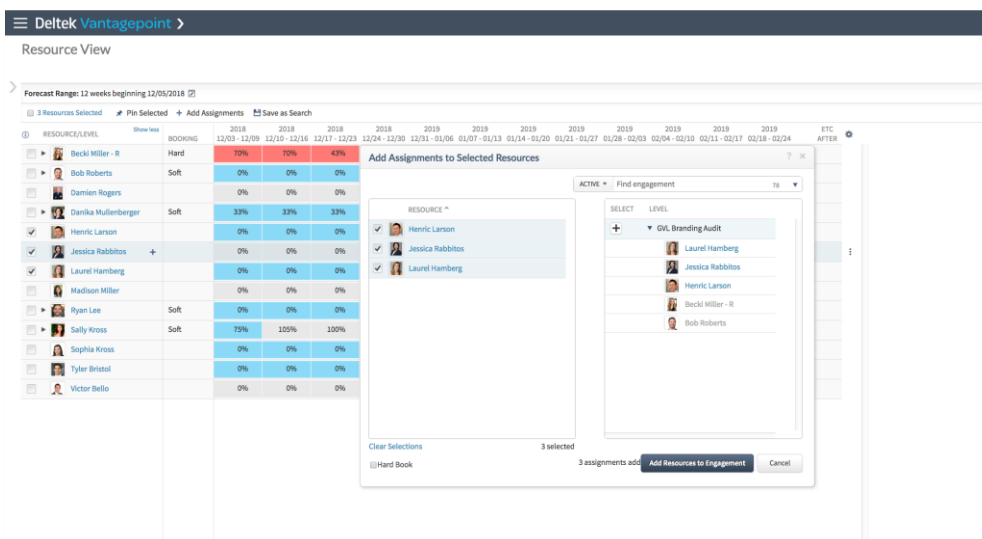 Deltek Vantagepoint
Resource View
Forecast Range: 12 weeks beginning 12/05/2018
3 Resources Selected Pin Selected + Add Assignments Save as Search
RESOURCE/LEVEL Show less BOOKING 2018 2018 2018 2018 2019 2019 2019 2019 2019 2019 2019 2019 ETC
12/03 - 12/09 12/10 - 12/16 12/17 - 12/23 12/24 - 12/30 12/31 - 01/06 01/07 - 01/13 01/14 - 01/20 01/21 - 01/27 01/28 - 02/03 02/04 - 02/10 02/11 - 02/17 02/18 - 02/24 AFTER
Becki Miller - R Hard 70% 70% 43%
Bob Roberts Soft 0% 0% 0%
Damien Rogers 0% 0% 0%
Danika Mullenberger Soft 33% 33% 33%
Henric Larson 0% 0% 0%
Jessica Rabbitos + 0% 0% 0%
Laurel Hamberg 0% 0% 0%
Madison Miller 0% 0% 0%
Ryan Lee Soft 0% 0% 0%
Sally Kross Soft 75% 105% 100%
Sophia Kross 0% 0% 0%
Tyler Bristol 0% 0% 0%
Victor Bello 0% 0% 0%
Add Assignments to Selected Resources ? ×
ACTIVE Find engagement 78
RESOURCE
Henric Larson
Jessica Rabbitos
Laurel Hamberg
SELECT LEVEL
+ GVL Branding Audit
Laurel Hamberg
Jessica Rabbitos
Henric Larson
Becki Miller - R
Bob Roberts
Clear Selections 3 selected
Hard Book
3 assignments add Add Resources to Engagement Cancel